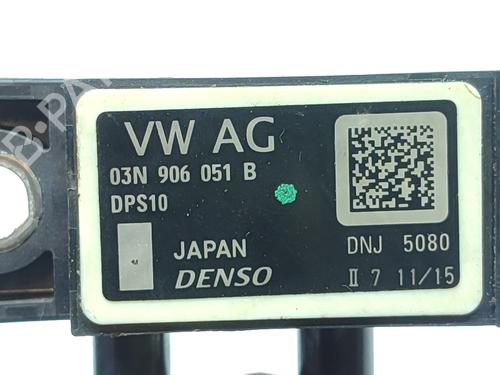 VW AG
03N 906 051 B
DPS10
JAPAN
DENSO
DNJ 5080
II 7 11/15